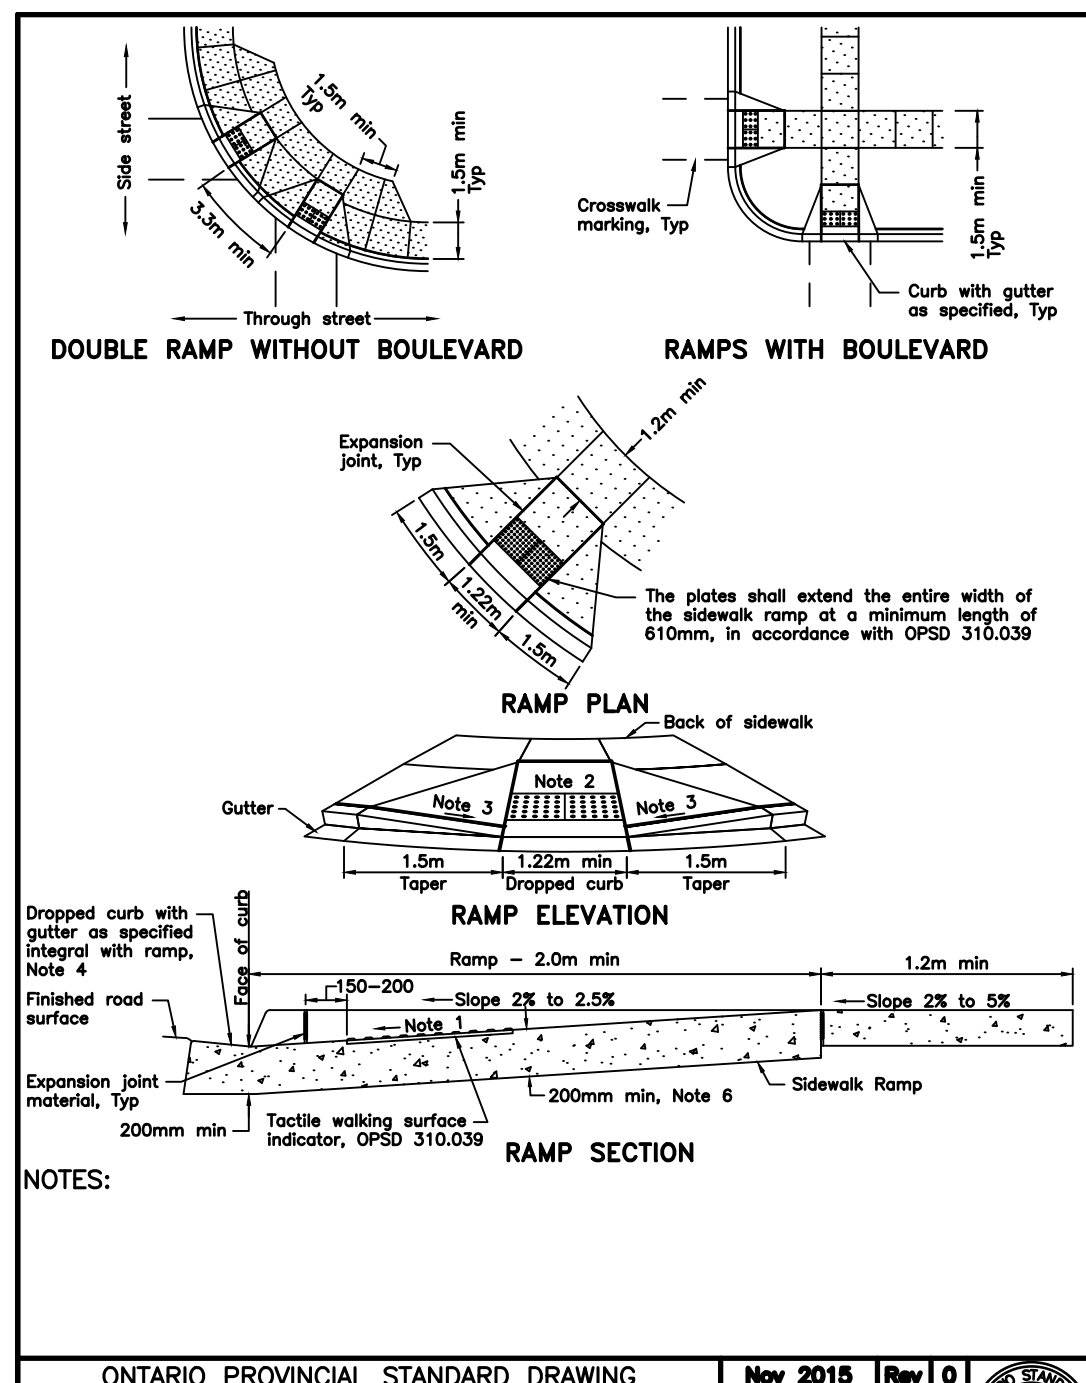 Side street
1.5m min
Typ
1.5m min
Typ
3.3m min
Through street
DOUBLE RAMP WITHOUT BOULEVARD
Crosswalk
marking, Typ
1.5m min
Typ
Curb with gutter
as specified, Typ
RAMPS WITH BOULEVARD
1.2m min
Expansion
joint, Typ
1.5m
1.22m
min
1.5m
The plates shall extend the entire width of
the sidewalk ramp at a minimum length of
610mm, in accordance with OPSD 310.039
RAMP PLAN
Back of sidewalk
Note 2
Gutter
Note 3
Note 3
1.5m
Taper
1.22m min
Dropped curb
1.5m
Taper
RAMP ELEVATION
Dropped curb with
gutter as specified
integral with ramp,
Note 4
Face of curb
Ramp – 2.0m min
1.2m min
150–200
Finished road
surface
Slope 2% to 2.5%
Slope 2% to 5%
Note 1
Expansion joint
material, Typ
Sidewalk Ramp
200mm min, Note 6
200mm min
Tactile walking surface
indicator, OPSD 310.039
RAMP SECTION
NOTES:
ONTARIO PROVINCIAL STANDARD DRAWING
Nov 2015
Rev
0